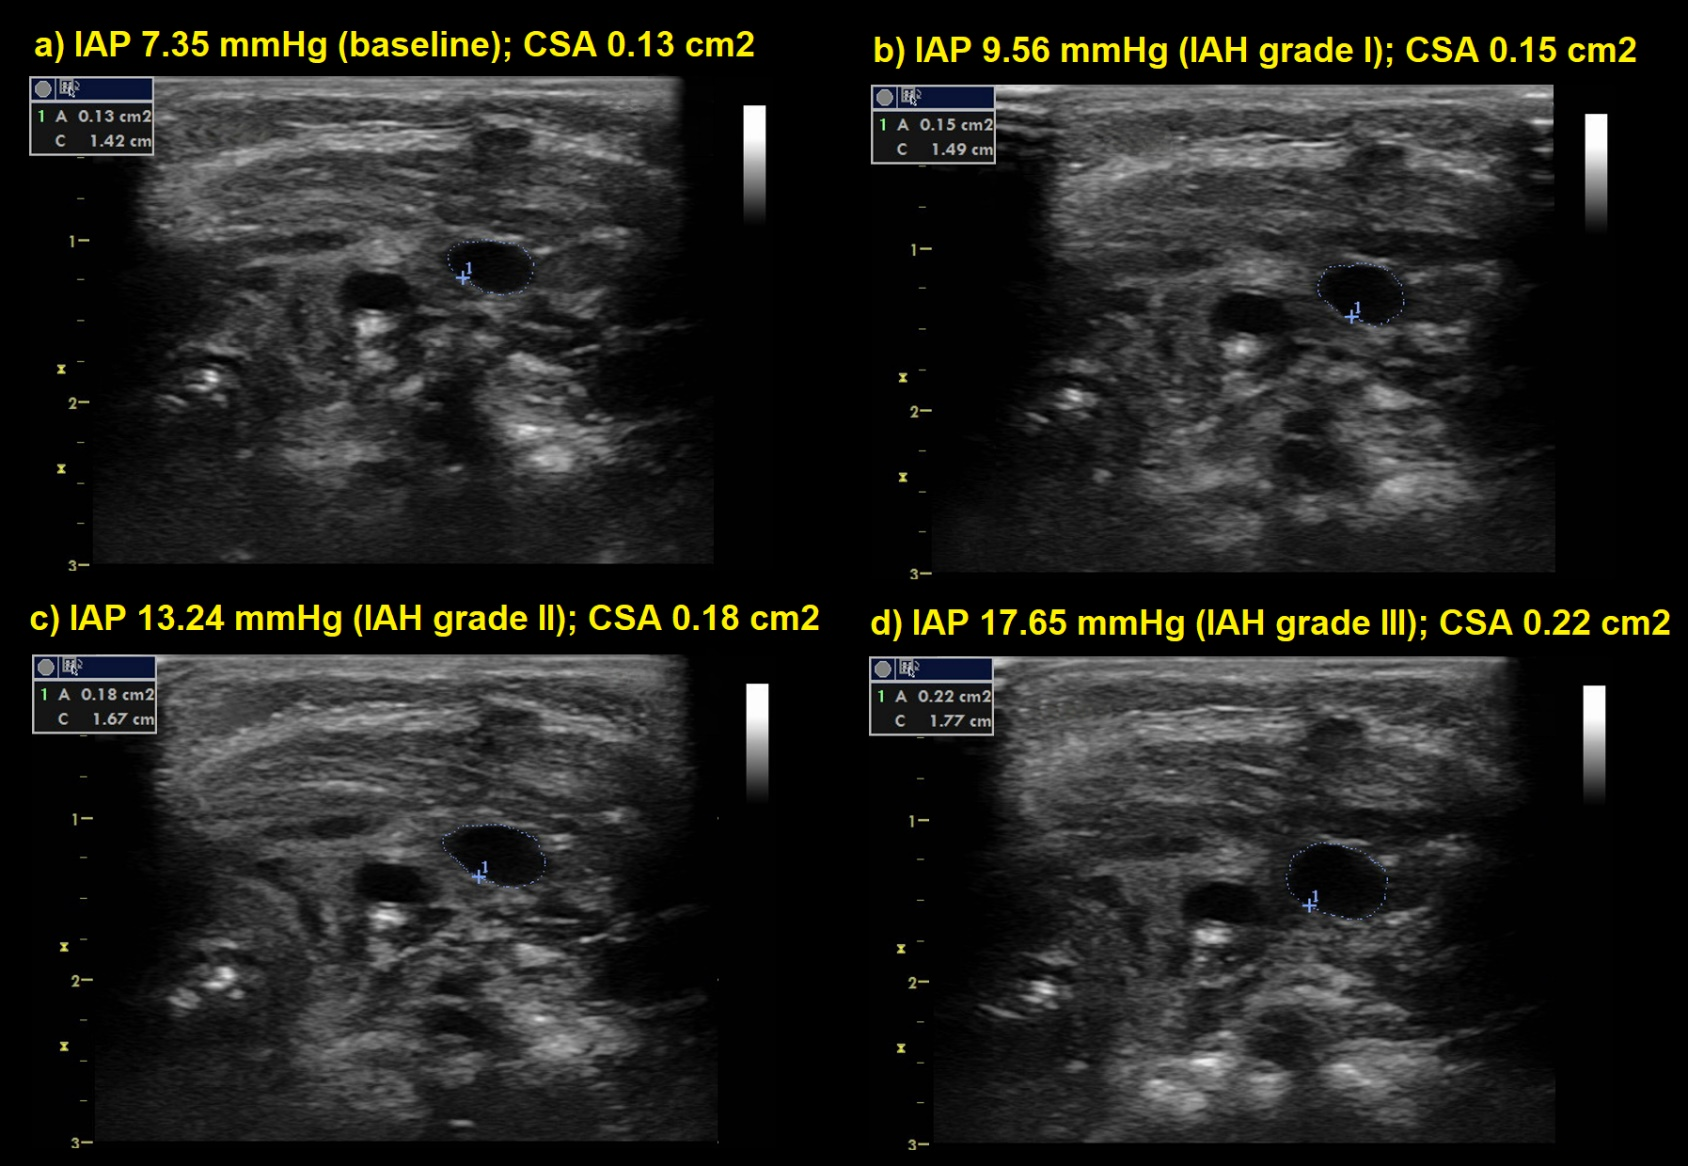 a) IAP 7.35 mmHg (baseline); CSA 0.13 cm2
1 A 0.13 cm2
C 1.42 cm
1
1
2
3
b) IAP 9.56 mmHg (IAH grade I); CSA 0.15 cm2
1 A 0.15 cm2
C 1.49 cm
1
1
2
3
c) IAP 13.24 mmHg (IAH grade II); CSA 0.18 cm2
1 A 0.18 cm2
C 1.67 cm
1
1
2
3
d) IAP 17.65 mmHg (IAH grade III); CSA 0.22 cm2
1 A 0.22 cm2
C 1.77 cm
1
1
2
3